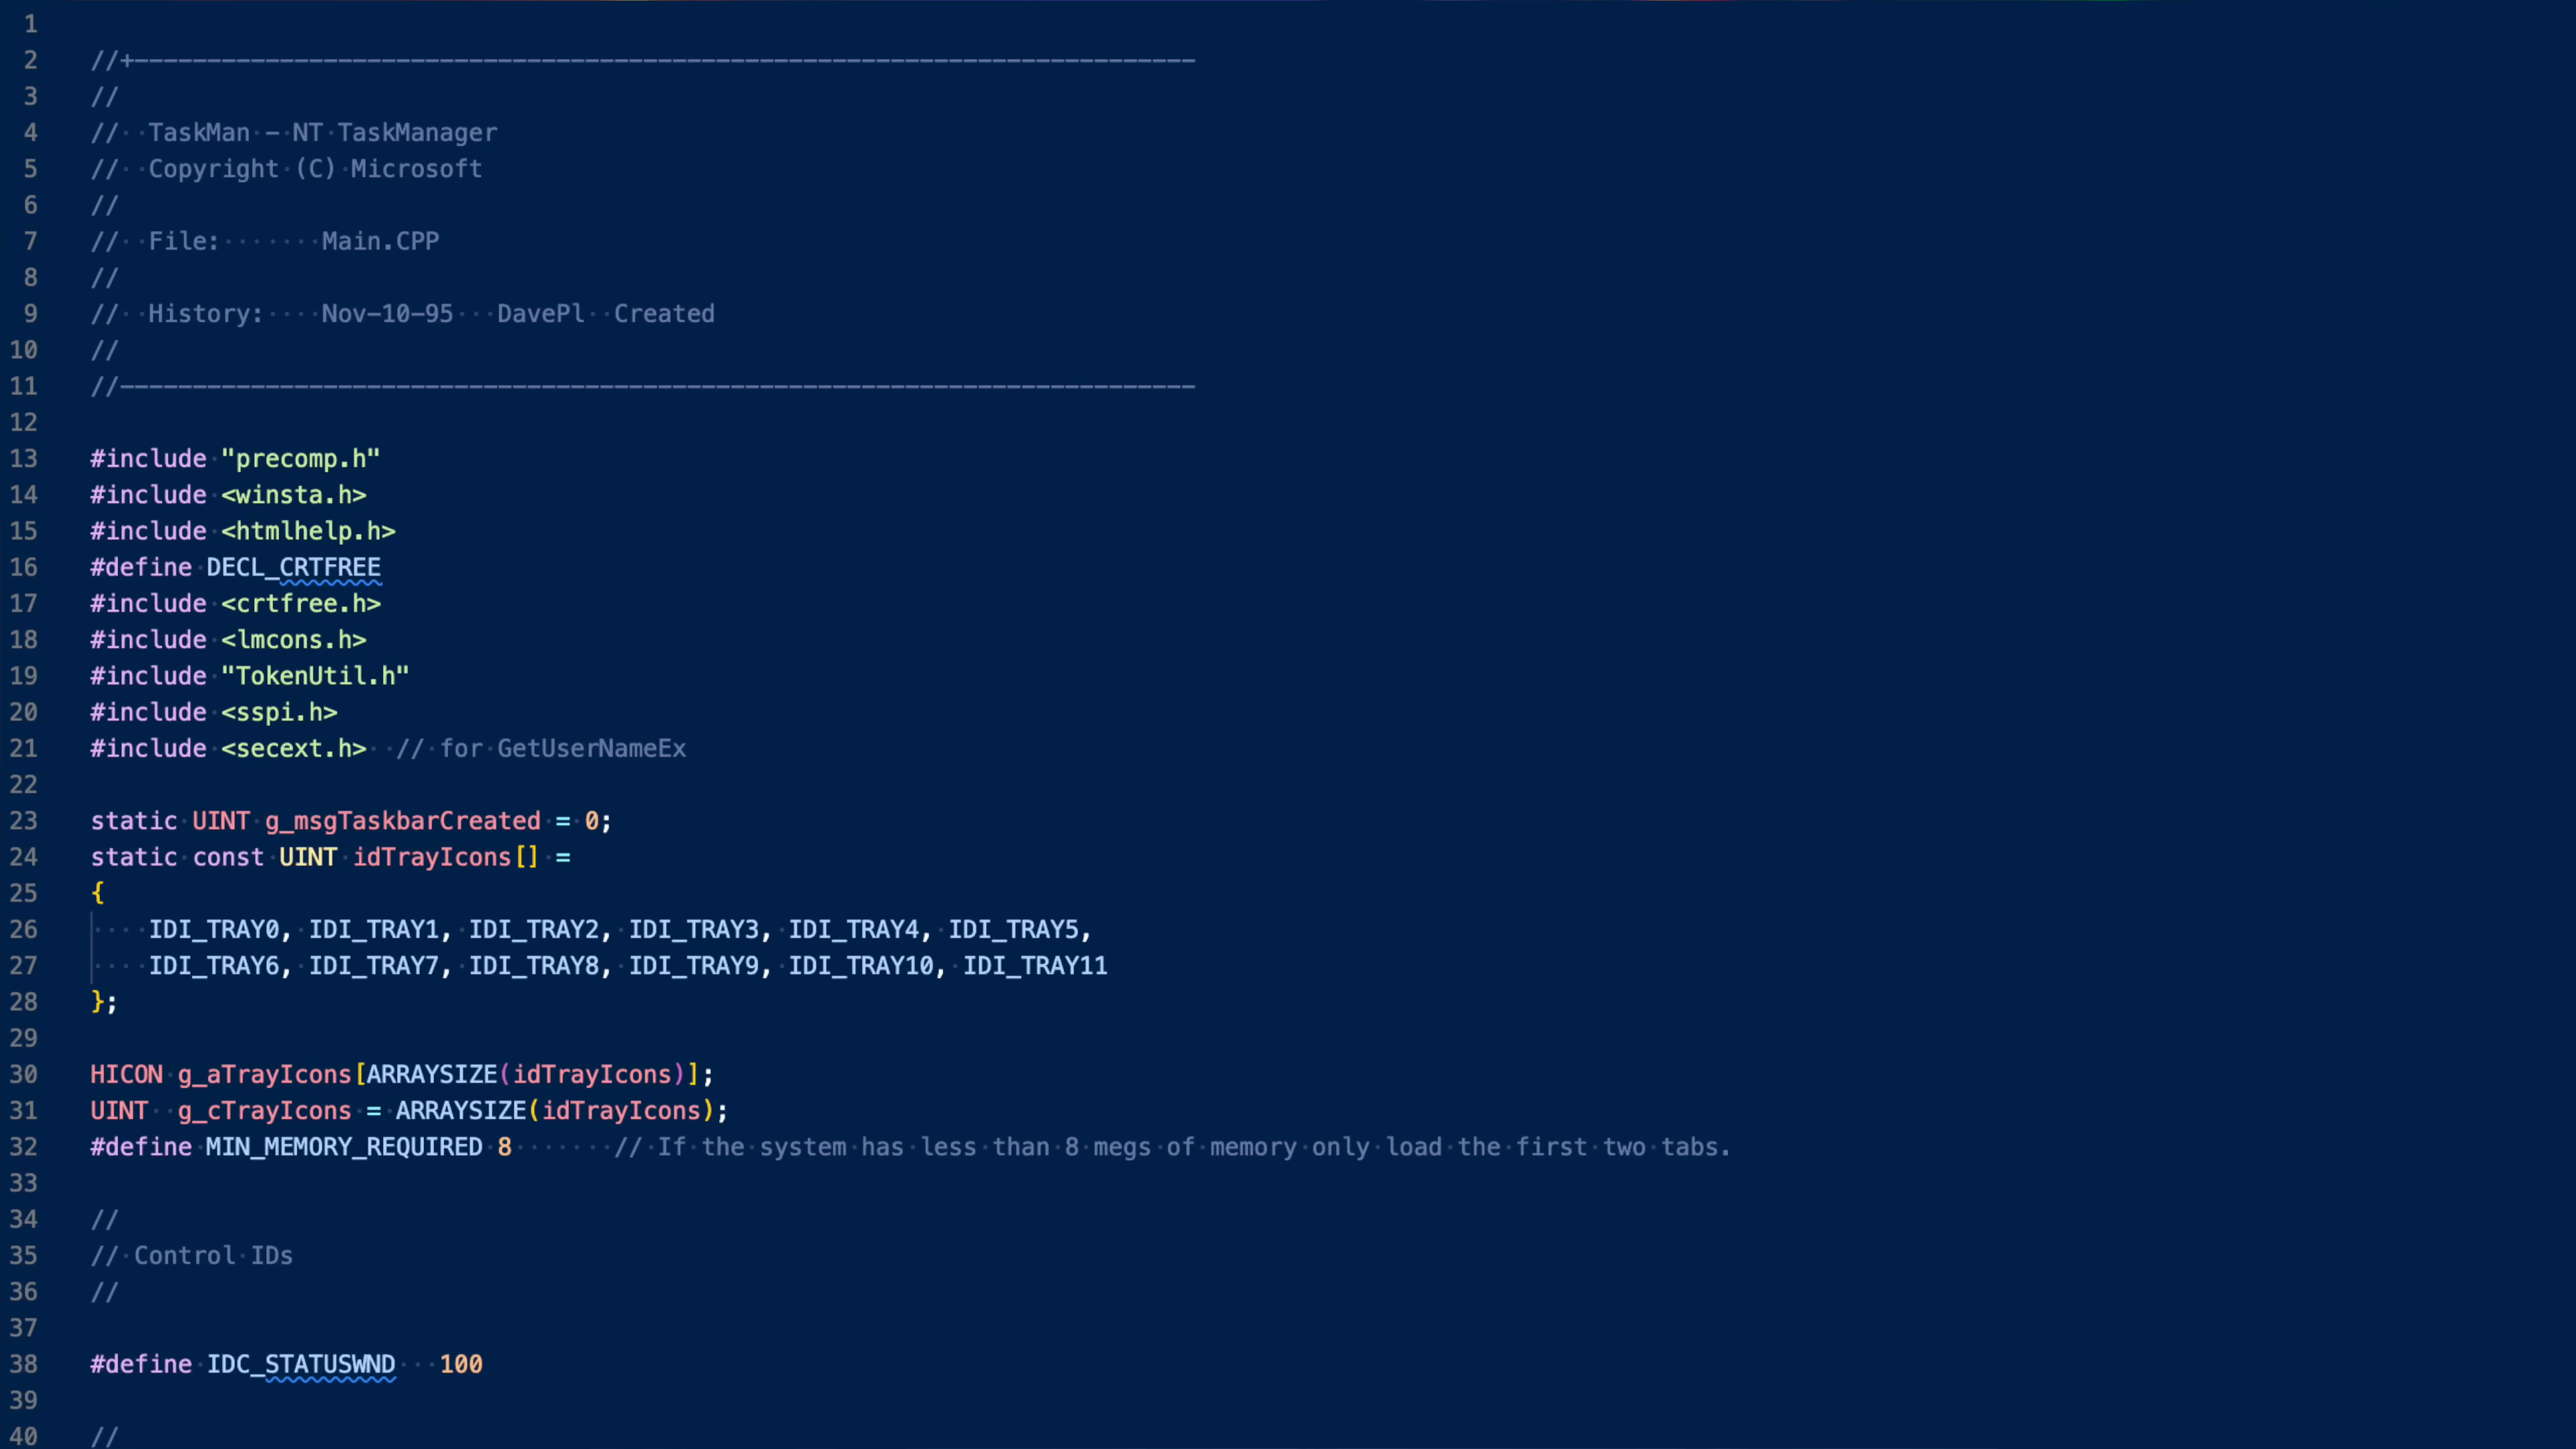 1
2 //+--------------------------------------------------------------------------
3 //
4 //  TaskMan - NT TaskManager
5 //  Copyright (C) Microsoft
6 //
7 //  File:       Main.CPP
8 //
9 //  History:    Nov-10-95   DavePl  Created
10 //
11 //--------------------------------------------------------------------------
12
13 #include "precomp.h"
14 #include <winsta.h>
15 #include <htmlhelp.h>
16 #define DECL_CRTFREE
17 #include <crtfree.h>
18 #include <lmcons.h>
19 #include "TokenUtil.h"
20 #include <sspi.h>
21 #include <secext.h>  // for GetUserNameEx
22
23 static UINT g_msgTaskbarCreated = 0;
24 static const UINT idTrayIcons[] =
25 {
26     IDI_TRAY0, IDI_TRAY1, IDI_TRAY2, IDI_TRAY3, IDI_TRAY4, IDI_TRAY5,
27     IDI_TRAY6, IDI_TRAY7, IDI_TRAY8, IDI_TRAY9, IDI_TRAY10, IDI_TRAY11
28 };
29
30 HICON g_aTrayIcons[ARRAYSIZE(idTrayIcons)];
31 UINT  g_cTrayIcons = ARRAYSIZE(idTrayIcons);
32 #define MIN_MEMORY_REQUIRED 8       // If the system has less than 8 megs of memory only load the first two tabs.
33
34 //
35 // Control IDs
36 //
37
38 #define IDC_STATUSWND   100
39
40 //